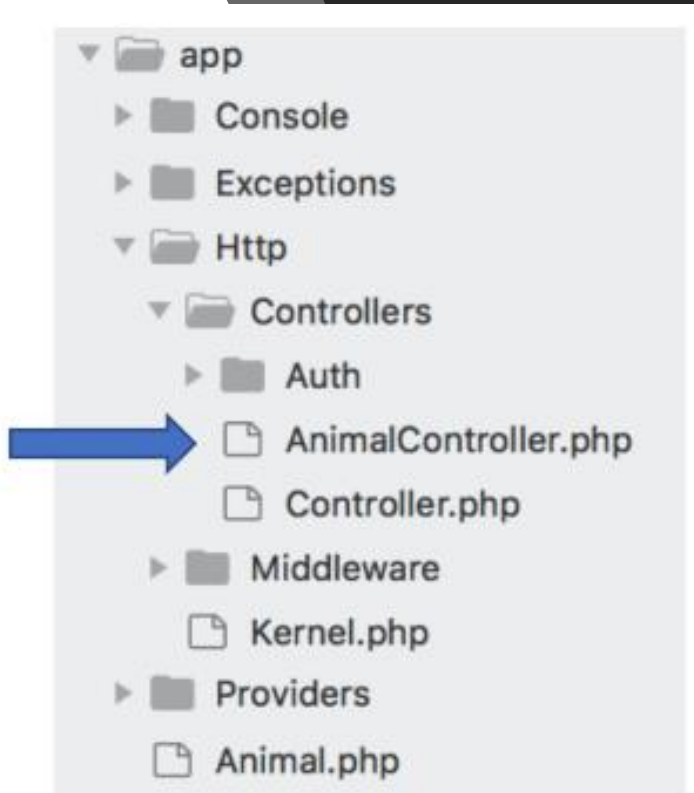 app
Console
Exceptions
Http
Controllers
Auth
AnimalController.php
Controller.php
Middleware
Kernel.php
Providers
Animal.php